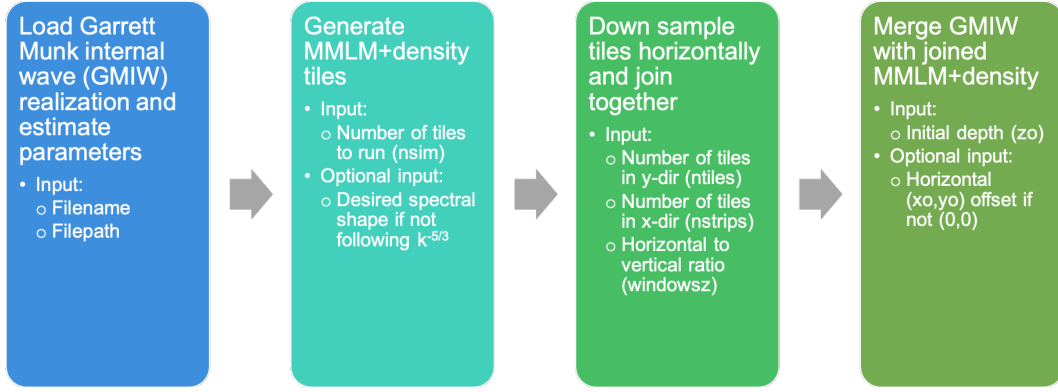 Load Garrett
Munk internal
wave (GMIW)
realization and
estimate
parameters
• Input:
o Filename
o Filepath
Generate
MMLM+density
tiles
• Input:
o Number of tiles
to run (nsim)
• Optional input:
o Desired spectral
shape if not
following k⁻⁵ᐟ³
Down sample
tiles horizontally
and join
together
• Input:
o Number of tiles
in y-dir (ntiles)
o Number of tiles
in x-dir (nstrips)
o Horizontal to
vertical ratio
(windowsz)
Merge GMIW
with joined
MMLM+density
• Input:
o Initial depth (zo)
• Optional input:
o Horizontal
(xo,yo) offset if
not (0,0)